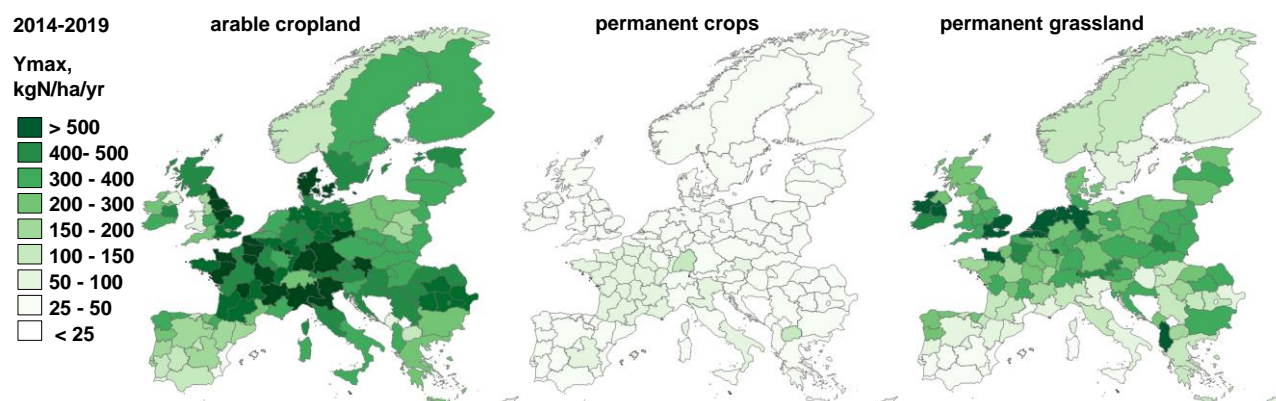 2014-2019 arable cropland permanent crops permanent grassland
Ymax,
kgN/ha/yr
> 500
400- 500
300 - 400
200 - 300
150 - 200
100 - 150
50 - 100
25 - 50
< 25